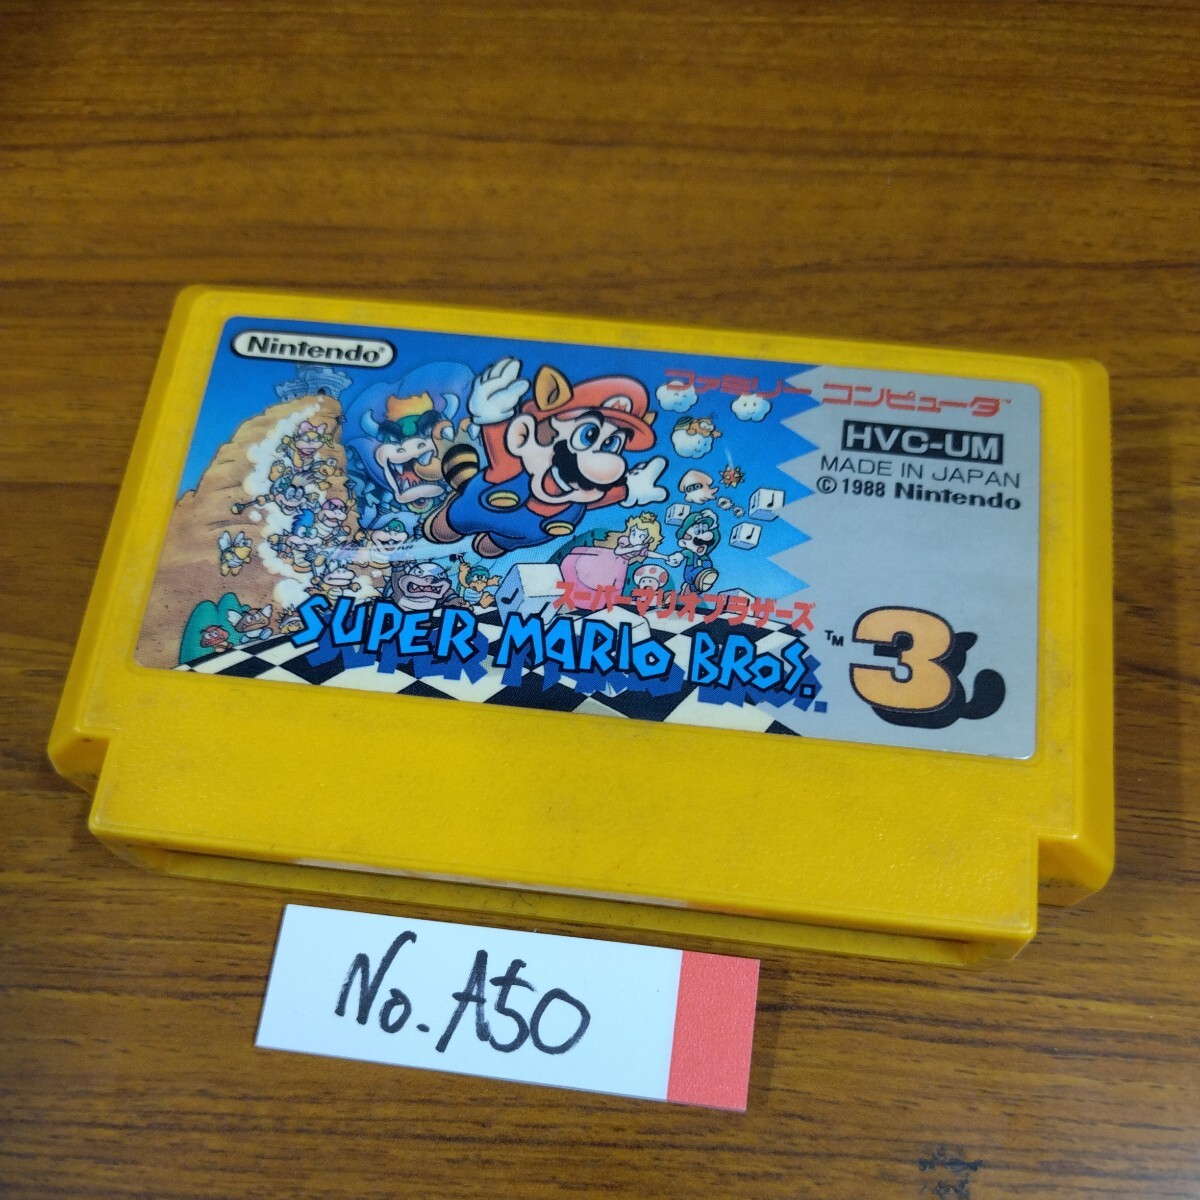 Nintendo®
ファミリー コンピュータ™
HVC-UM
MADE IN JAPAN
© 1988 Nintendo
スーパーマリオブラザーズ
SUPER MARIO BROS.™ 3
No. A50